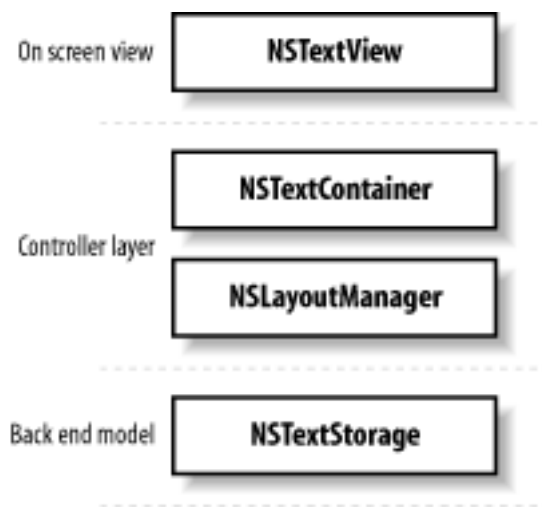 On screen view
NSTextView
NSTextContainer
Controller layer
NSLayoutManager
Back end model
NSTextStorage